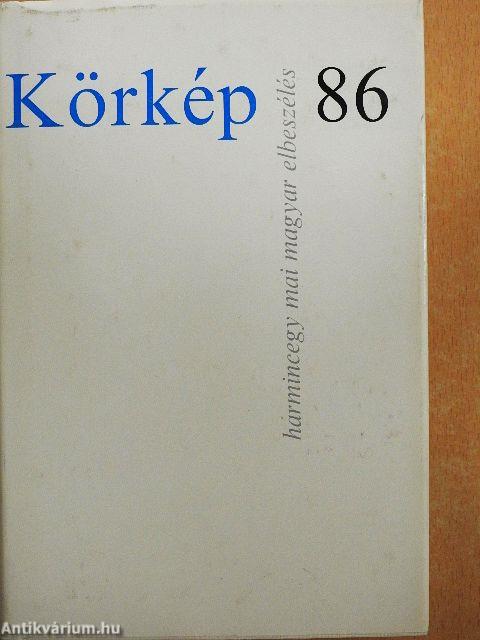 Körkép 86
harmincegy mai magyar elbeszélés
Antikvárium.hu